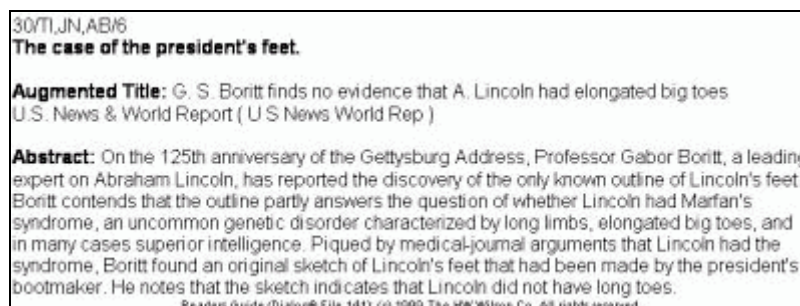 30/TI,JN,AB/6
The case of the president's feet.
Augmented Title: G. S. Boritt finds no evidence that A. Lincoln had elongated big toes
U.S. News & World Report ( U S News World Rep )
Abstract: On the 125th anniversary of the Gettysburg Address, Professor Gabor Boritt, a leading
expert on Abraham Lincoln, has reported the discovery of the only known outline of Lincoln's feet
Boritt contends that the outline partly answers the question of whether Lincoln had Marfan's
syndrome, an uncommon genetic disorder characterized by long limbs, elongated big toes, and
in many cases superior intelligence. Piqued by medical-journal arguments that Lincoln had the
syndrome, Boritt found an original sketch of Lincoln's feet that had been made by the president's
bootmaker. He notes that the sketch indicates that Lincoln did not have long toes.
Readers Guide (Dialog® File 141): (c) 1999 The HW Wilson Co. All rights reserved